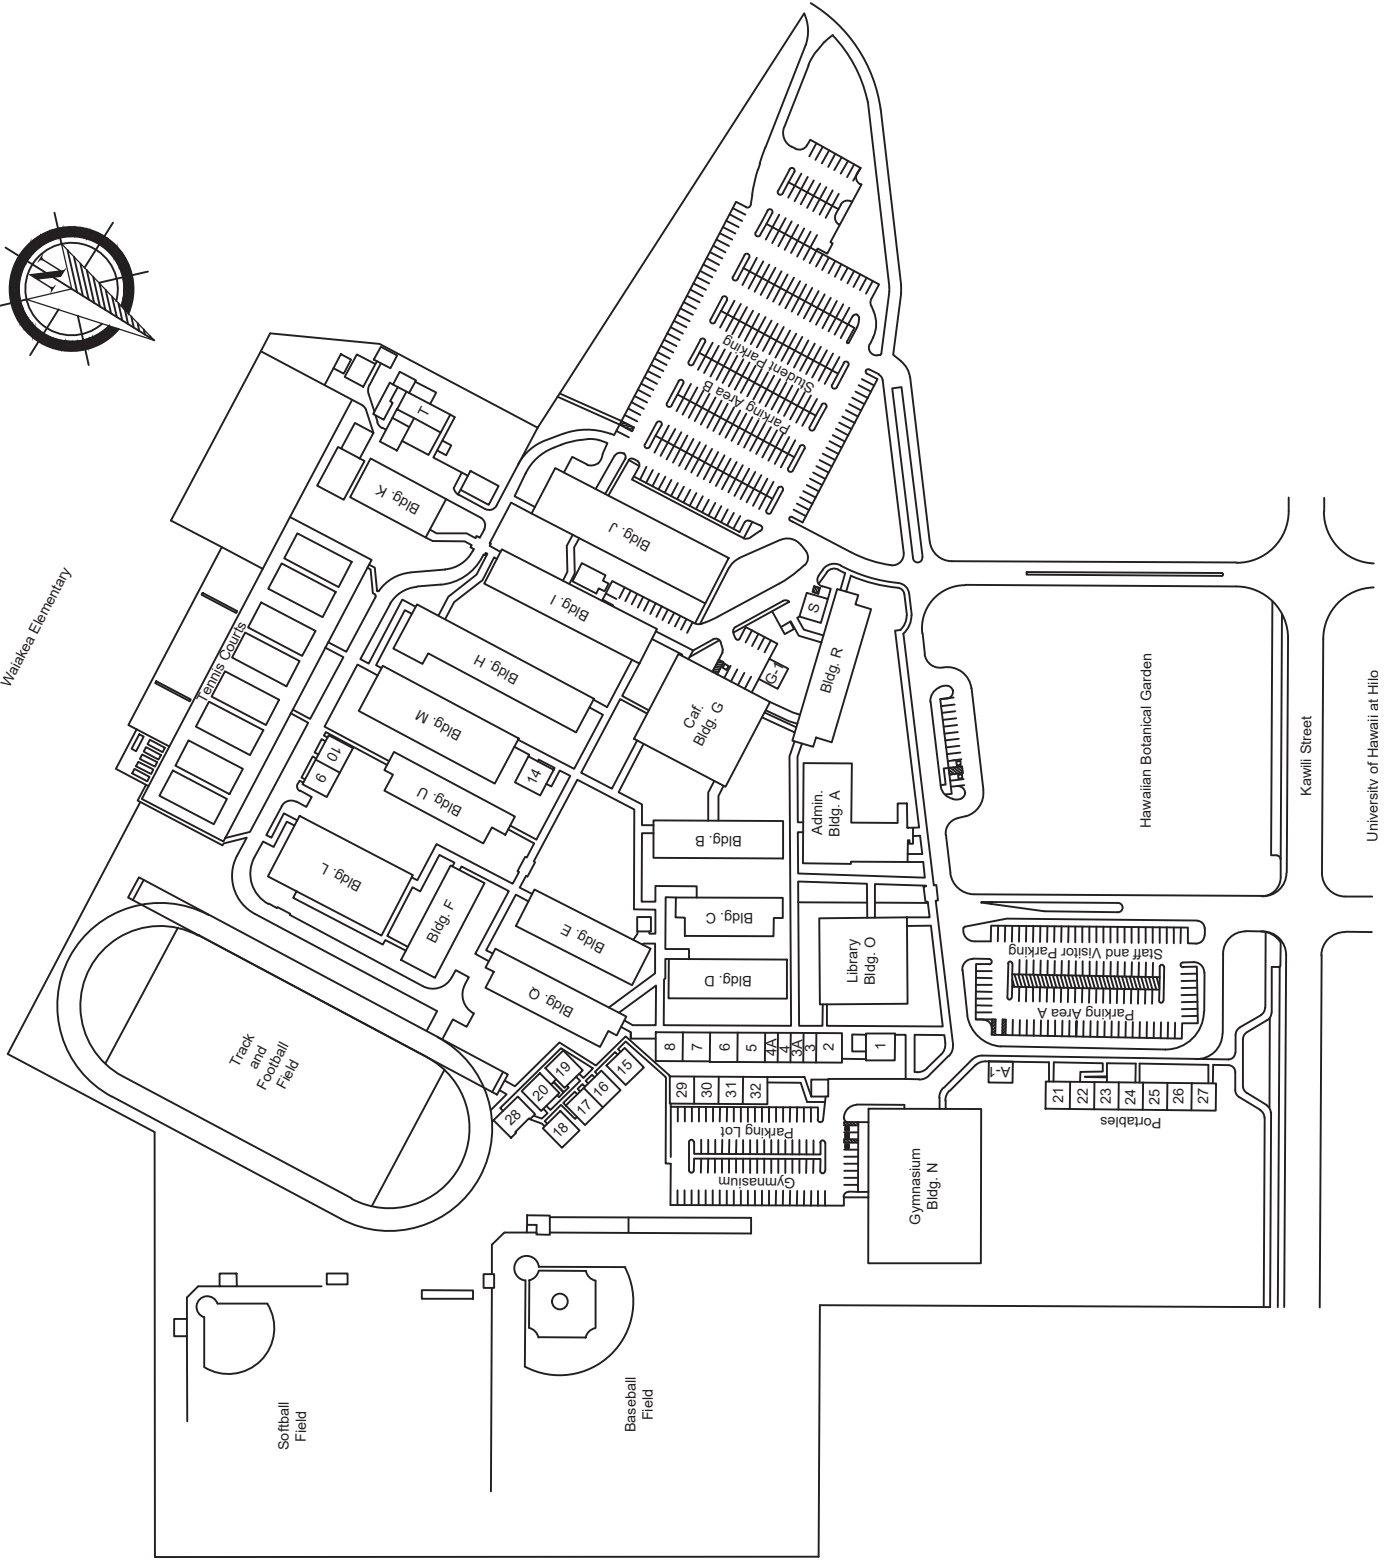 N
Waiakea Elementary
Tennis Courts
T
Bldg. K
Student Parking
Parking Area B
Bldg. J
Bldg. I
Bldg. H
Bldg. M
Bldg. U
Bldg. L
Bldg. F
Bldg. E
Bldg. Q
9
10
14
S
G-1
Bldg. R
Caf.
Bldg. G
Admin.
Bldg. A
Bldg. B
Bldg. C
Bldg. D
Library
Bldg. O
Hawaiian Botanical Garden
Kawili Street
University of Hawaii at Hilo
Staff and Visitor Parking
Parking Area A
Track
and
Football
Field
8
7
6
5
4A
4
3A
3
2
1
A-1
19
20
28
15
16
17
18
29
30
31
32
21
22
23
24
25
26
27
Portables
Gymnasium
Parking Lot
Gymnasium
Bldg. N
Softball
Field
Baseball
Field